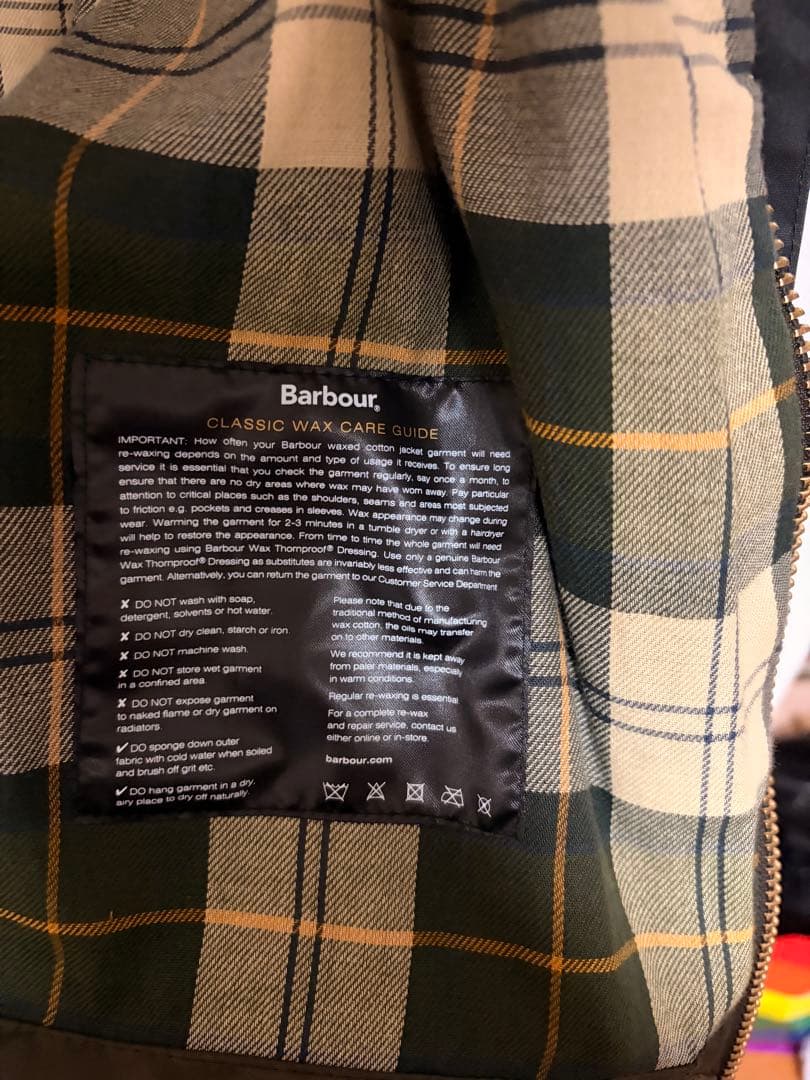 Barbour®
CLASSIC WAX CARE GUIDE
IMPORTANT: How often your Barbour waxed cotton jacket garment will need
re-waxing depends on the amount and type of usage it receives. To ensure long
service it is essential that you check the garment regularly, say once a month, to
ensure that there are no dry areas where wax may have worn away. Pay particular
attention to critical places such as the shoulders, seams and areas most subjected
to friction e.g. pockets and creases in sleeves. Wax appearance may change during
wear. Warming the garment for 2-3 minutes in a tumble dryer or with a hairdryer
will help to restore the appearance. From time to time the whole garment will need
re-waxing using Barbour Wax Thornproof® Dressing. Use only a genuine Barbour
Wax Thornproof® Dressing as substitutes are invariably less effective and can harm the
garment. Alternatively, you can return the garment to our Customer Service Department
✘ DO NOT wash with soap,
detergent, solvents or hot water.
✘ DO NOT dry clean, starch or iron.
✘ DO NOT machine wash.
✘ DO NOT store wet garment
in a confined area.
✘ DO NOT expose garment
to naked flame or dry garment on
radiators.
✔ DO sponge down outer
fabric with cold water when soiled
and brush off grit etc.
✔ DO hang garment in a dry,
airy place to dry off naturally.
Please note that due to the
traditional method of manufacturing
wax cotton, the oils may transfer
on to other materials.
We recommend it is kept away
from paler materials, especially
in warm conditions.
Regular re-waxing is essential
For a complete re-wax
and repair service, contact us
either online or in-store.
barbour.com